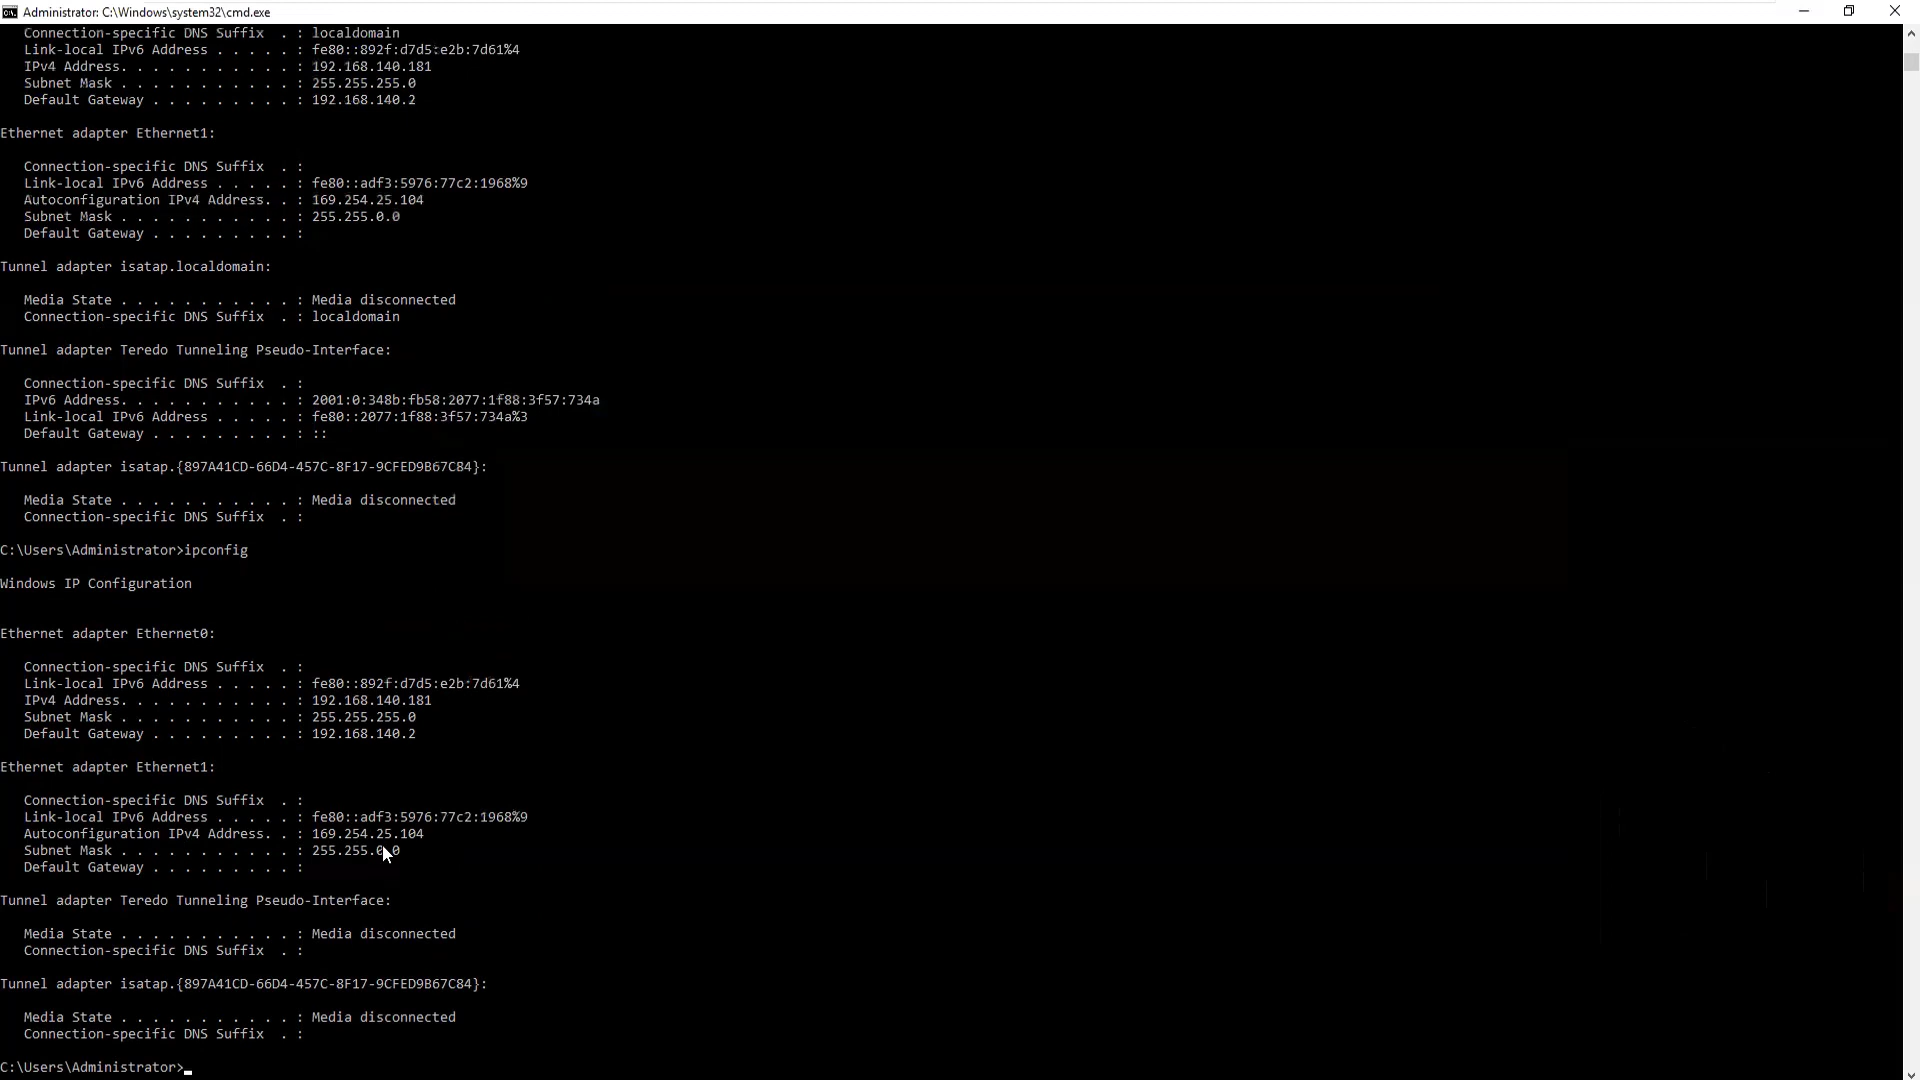 Administrator: C:\Windows\system32\cmd.exe
Connection-specific DNS Suffix  . : localdomain
Link-local IPv6 Address . . . . . : fe80::892f:d7d5:e2b:7d61%4
IPv4 Address. . . . . . . . . . . : 192.168.140.181
Subnet Mask . . . . . . . . . . . : 255.255.255.0
Default Gateway . . . . . . . . . : 192.168.140.2
Ethernet adapter Ethernet1:
Connection-specific DNS Suffix  . :
Link-local IPv6 Address . . . . . : fe80::adf3:5976:77c2:1968%9
Autoconfiguration IPv4 Address. . : 169.254.25.104
Subnet Mask . . . . . . . . . . . : 255.255.0.0
Default Gateway . . . . . . . . . :
Tunnel adapter isatap.localdomain:
Media State . . . . . . . . . . . : Media disconnected
Connection-specific DNS Suffix  . : localdomain
Tunnel adapter Teredo Tunneling Pseudo-Interface:
Connection-specific DNS Suffix  . :
IPv6 Address. . . . . . . . . . . : 2001:0:348b:fb58:2077:1f88:3f57:734a
Link-local IPv6 Address . . . . . : fe80::2077:1f88:3f57:734a%3
Default Gateway . . . . . . . . . : ::
Tunnel adapter isatap.{897A41CD-66D4-457C-8F17-9CFED9B67C84}:
Media State . . . . . . . . . . . : Media disconnected
Connection-specific DNS Suffix  . :
C:\Users\Administrator>ipconfig
Windows IP Configuration
Ethernet adapter Ethernet0:
Connection-specific DNS Suffix  . :
Link-local IPv6 Address . . . . . : fe80::892f:d7d5:e2b:7d61%4
IPv4 Address. . . . . . . . . . . : 192.168.140.181
Subnet Mask . . . . . . . . . . . : 255.255.255.0
Default Gateway . . . . . . . . . : 192.168.140.2
Ethernet adapter Ethernet1:
Connection-specific DNS Suffix  . :
Link-local IPv6 Address . . . . . : fe80::adf3:5976:77c2:1968%9
Autoconfiguration IPv4 Address. . : 169.254.25.104
Subnet Mask . . . . . . . . . . . : 255.255.0.0
Default Gateway . . . . . . . . . :
Tunnel adapter Teredo Tunneling Pseudo-Interface:
Media State . . . . . . . . . . . : Media disconnected
Connection-specific DNS Suffix  . :
Tunnel adapter isatap.{897A41CD-66D4-457C-8F17-9CFED9B67C84}:
Media State . . . . . . . . . . . : Media disconnected
Connection-specific DNS Suffix  . :
C:\Users\Administrator>